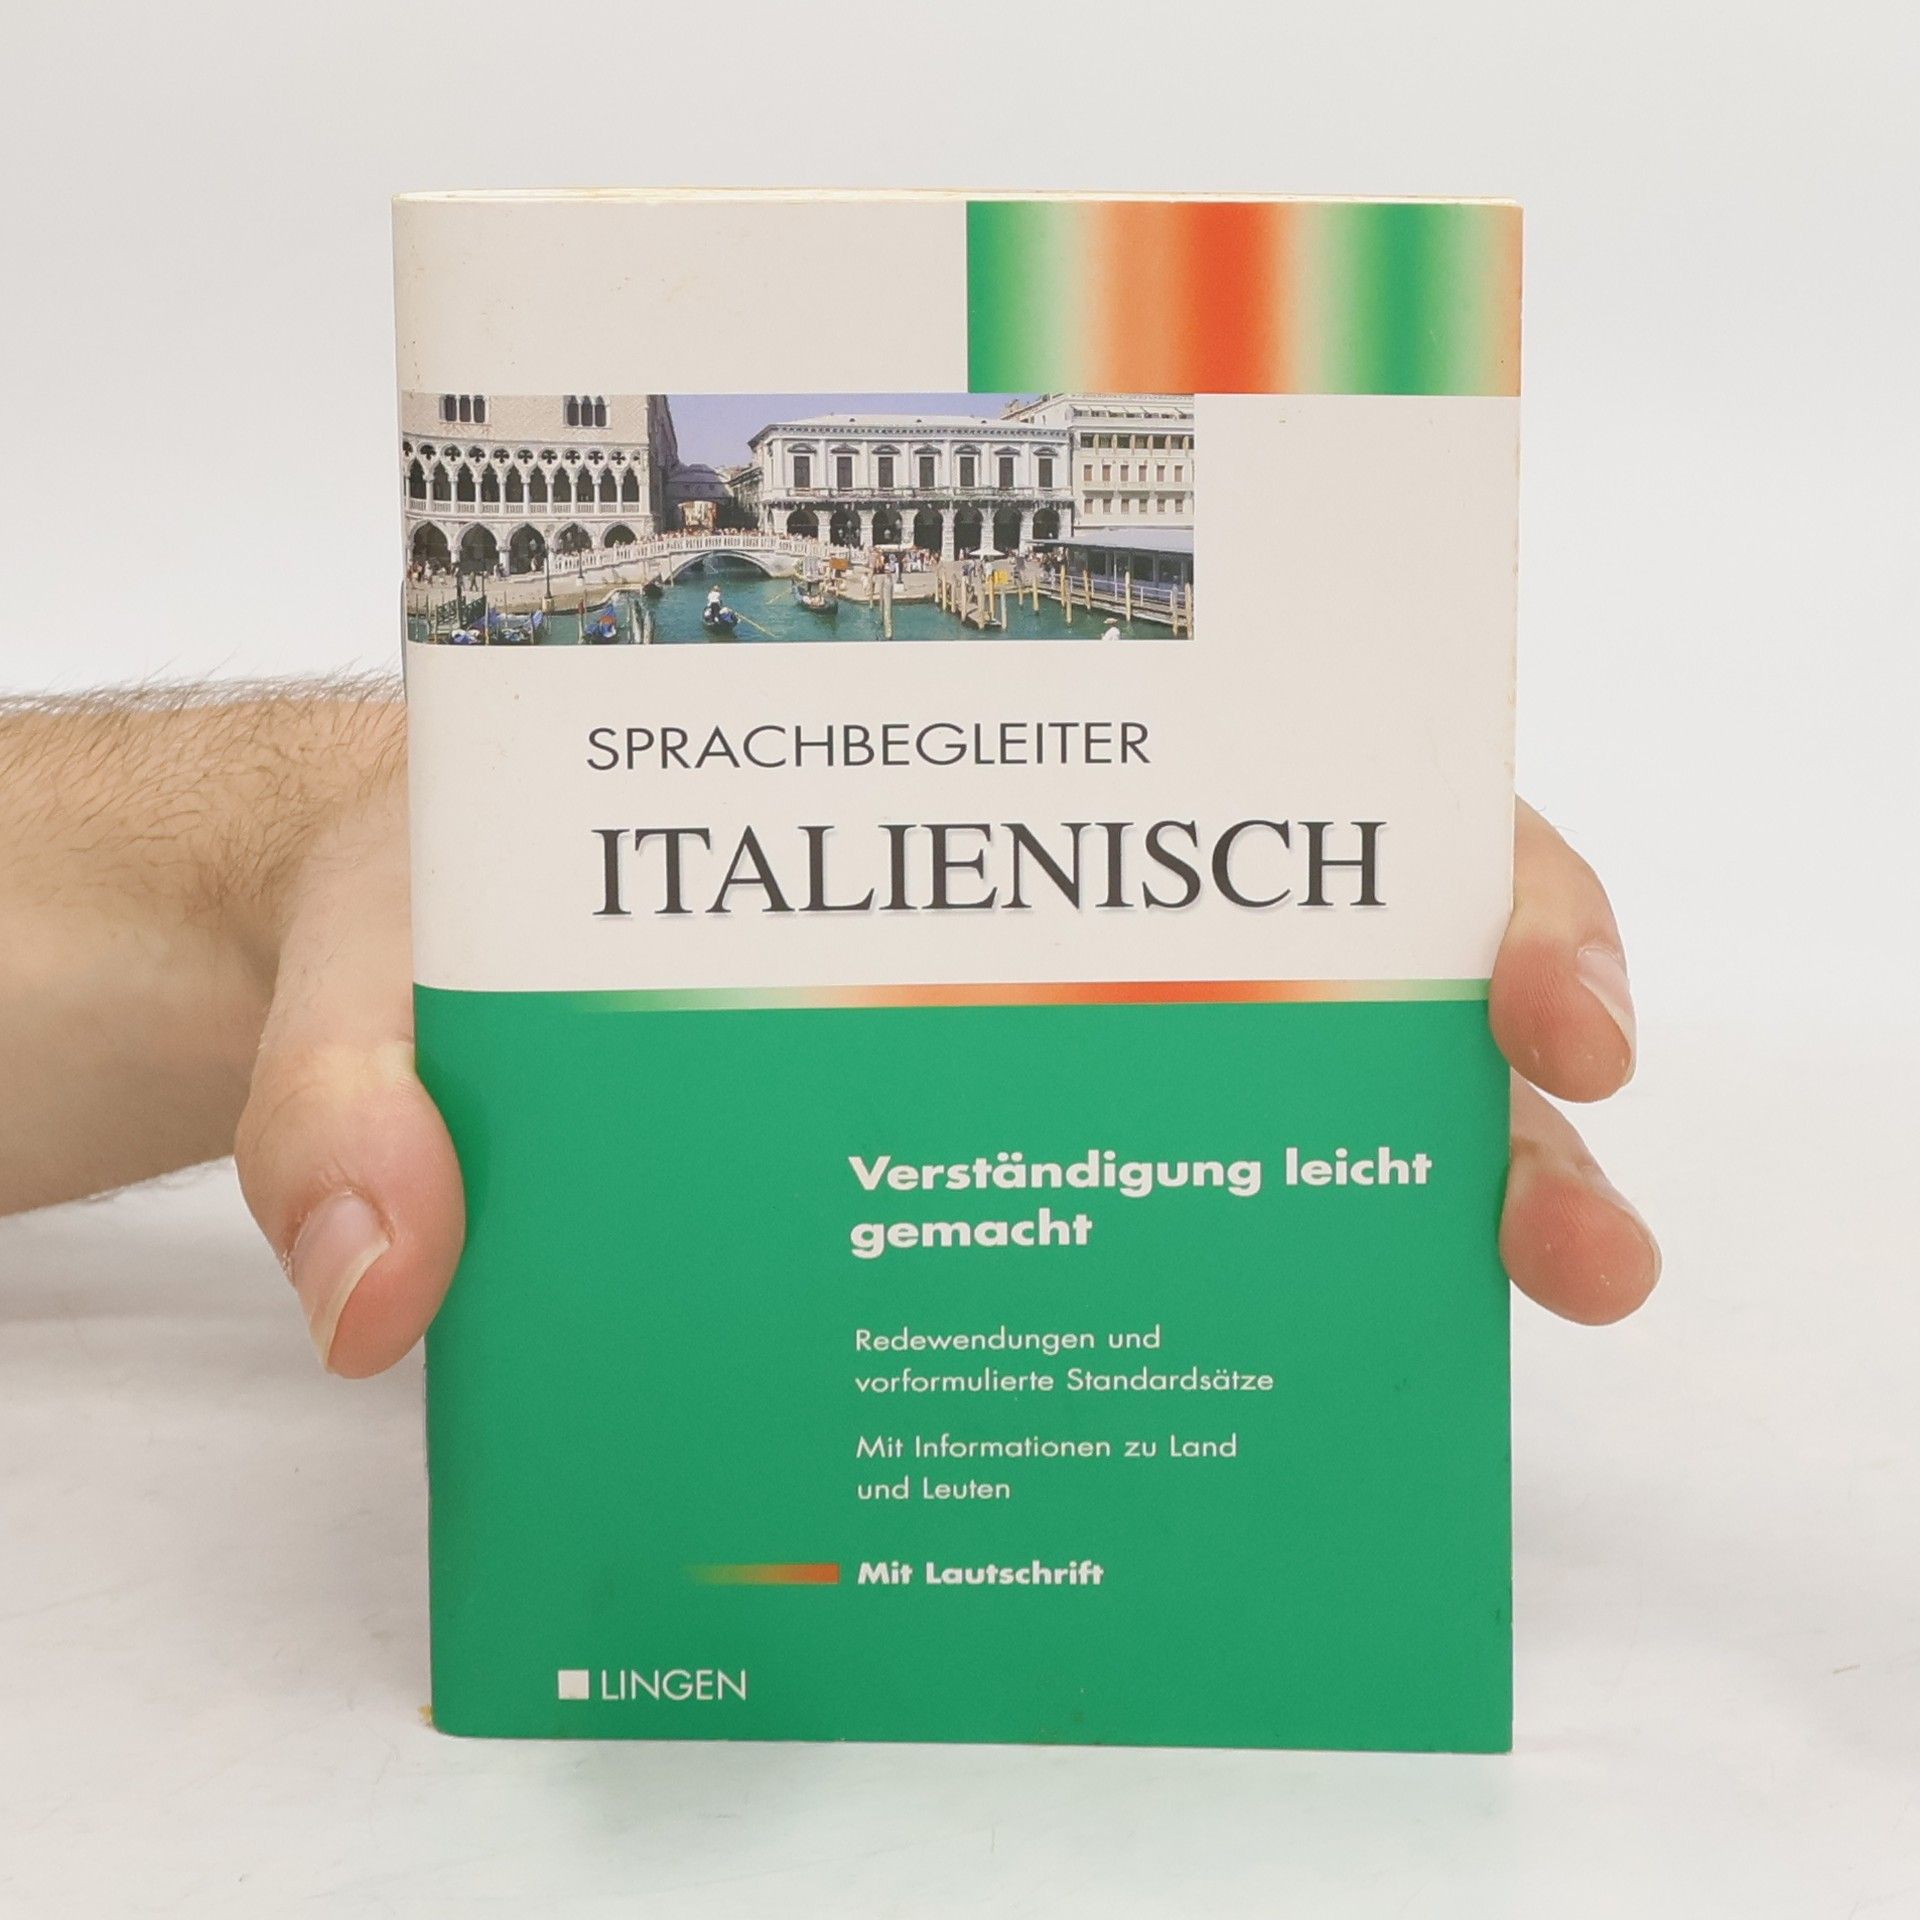 SPRACHBEGLEITER
ITALIENISCH
Verständigung leicht
gemacht
Redewendungen und
vorformulierte Standardsätze
Mit Informationen zu Land
und Leuten
Mit Lautschrift
LINGEN